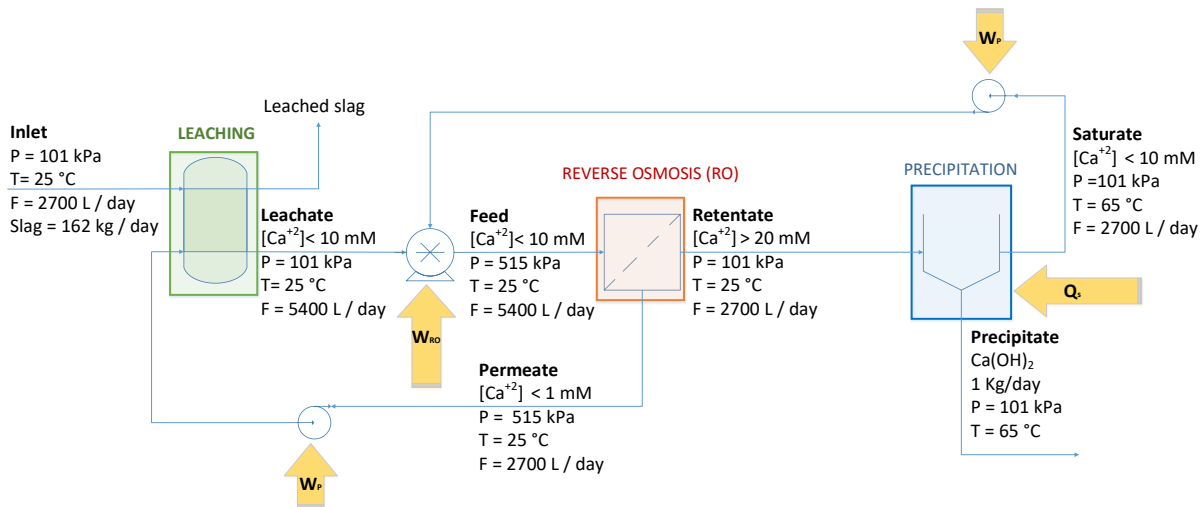 W_P
Leached slag
Inlet
P = 101 kPa
T= 25 °C
F = 2700 L / day
Slag = 162 kg / day
LEACHING
Leachate
[Ca⁺²]< 10 mM
P = 101 kPa
T= 25 °C
F = 5400 L / day
Feed
[Ca⁺²]< 10 mM
P = 515 kPa
T = 25 °C
F = 5400 L / day
W_RO
REVERSE OSMOSIS (RO)
Retentate
[Ca⁺²] > 20 mM
P = 101 kPa
T = 25 °C
F = 2700 L / day
PRECIPITATION
Saturate
[Ca⁺²] < 10 mM
P =101 kPa
T = 65 °C
F = 2700 L / day
Q_s
Precipitate
Ca(OH)₂
1 Kg/day
P = 101 kPa
T = 65 °C
Permeate
[Ca⁺²] < 1 mM
P =  515 kPa
T = 25 °C
F = 2700 L / day
W_P